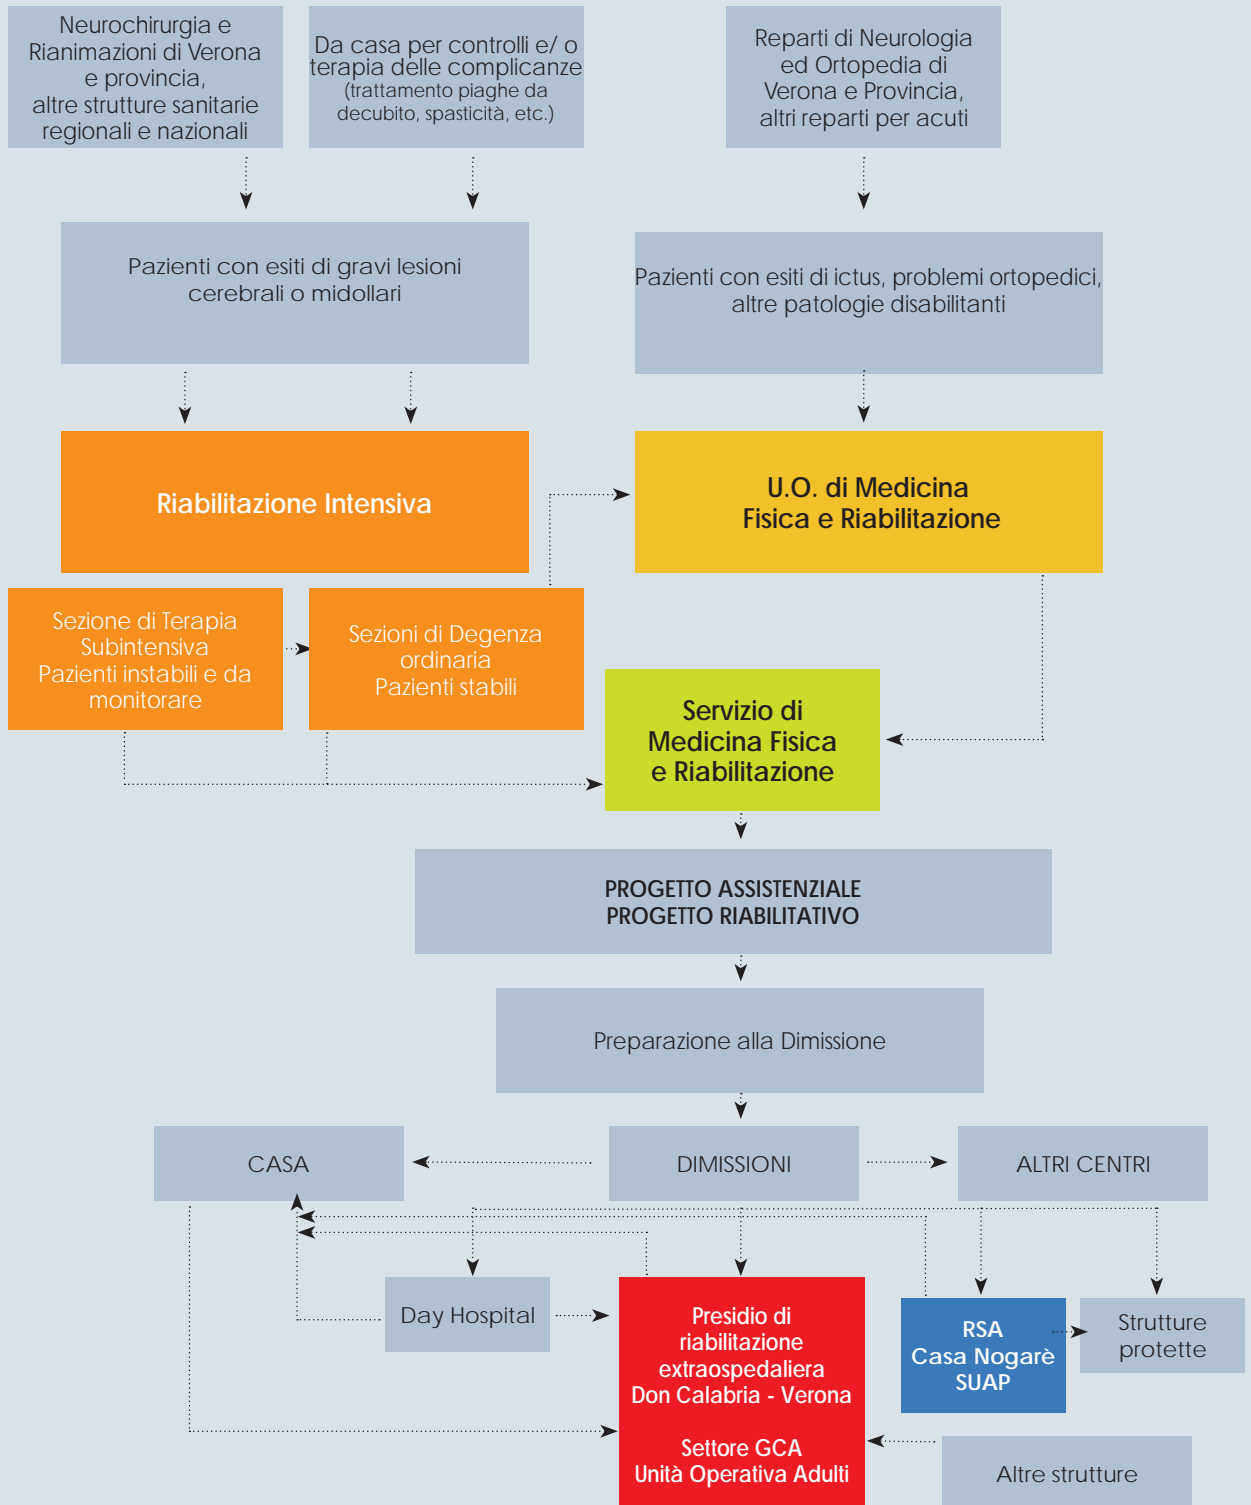 Neurochirurgia e
Rianimazioni di Verona
e provincia,
altre strutture sanitarie
regionali e nazionali
Da casa per controlli e/ o
terapia delle complicanze
(trattamento piaghe da
decubito, spasticità, etc.)
Reparti di Neurologia
ed Ortopedia di
Verona e Provincia,
altri reparti per acuti
Pazienti con esiti di gravi lesioni
cerebrali o midollari
Pazienti con esiti di ictus, problemi ortopedici,
altre patologie disabilitanti
Riabilitazione Intensiva
U.O. di Medicina
Fisica e Riabilitazione
Sezione di Terapia
Subintensiva
Pazienti instabili e da
monitorare
Sezioni di Degenza
ordinaria
Pazienti stabili
Servizio di
Medicina Fisica
e Riabilitazione
PROGETTO ASSISTENZIALE
PROGETTO RIABILITATIVO
Preparazione alla Dimissione
CASA
DIMISSIONI
ALTRI CENTRI
Day Hospital
Presidio di
riabilitazione
extraospedaliera
Don Calabria - Verona
Settore GCA
Unità Operativa Adulti
RSA
Casa Nogarè
SUAP
Strutture
protette
Altre strutture